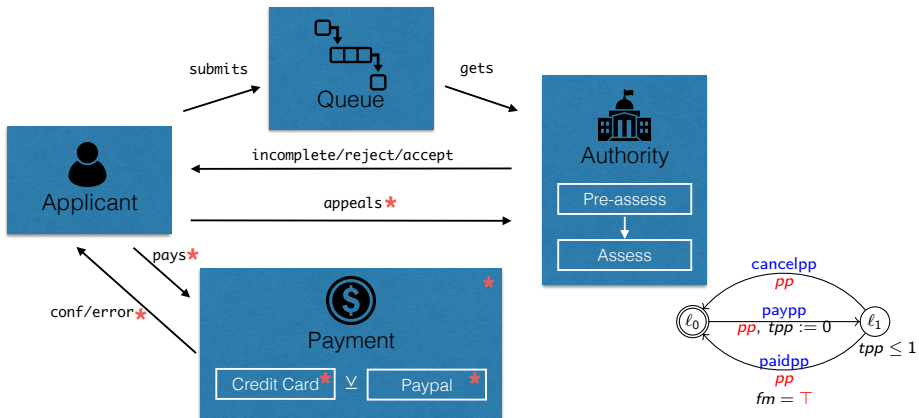 submits
Queue
gets
Applicant
incomplete/reject/accept
Authority
Pre-assess
Assess
appeals*
pays*
conf/error*
*
$
Payment
Credit Card* ⊻ Paypal*
cancelpp
pp
ℓ0
paypp
pp, tpp := 0
ℓ1
tpp ≤ 1
paidpp
pp
fm = ⊤